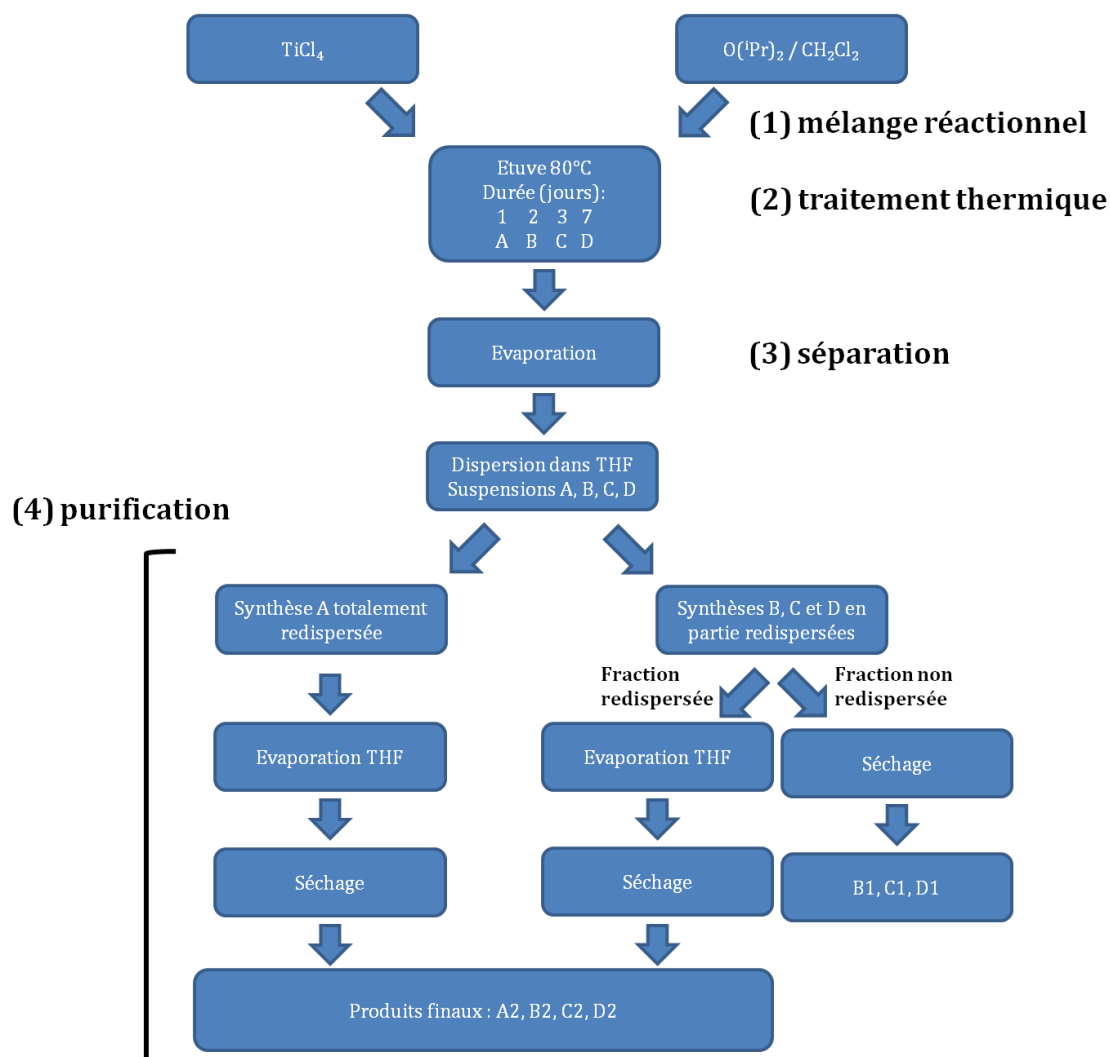 TiCl₄
O(ⁱPr)₂ / CH₂Cl₂
(1) mélange réactionnel
Etuve 80°C
Durée (jours):
1 2 3 7
A B C D
(2) traitement thermique
Evaporation
(3) séparation
Dispersion dans THF
Suspensions A, B, C, D
(4) purification
Synthèse A totalement
redispersée
Synthèses B, C et D en
partie redispersées
Fraction
redispersée
Fraction non
redispersée
Evaporation THF
Evaporation THF
Séchage
Séchage
Séchage
B1, C1, D1
Produits finaux : A2, B2, C2, D2